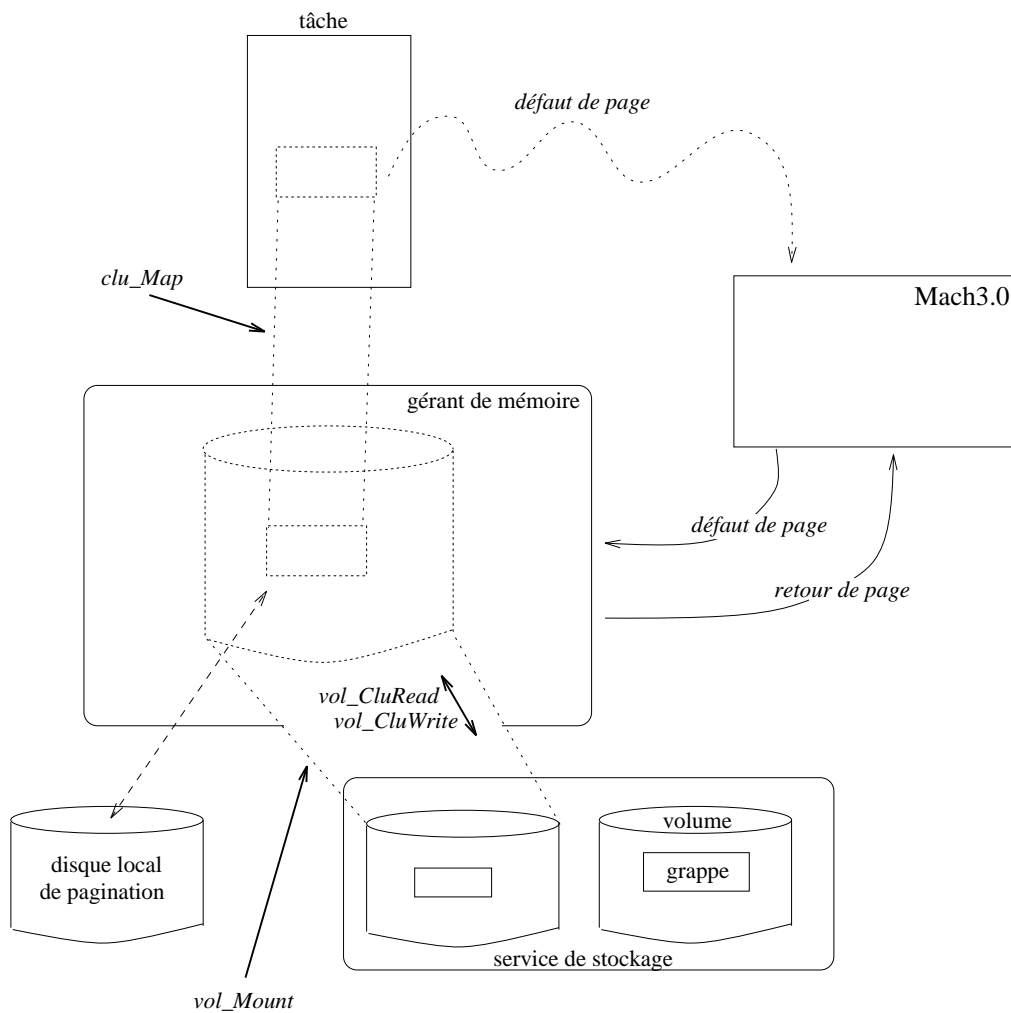 tâche
défaut de page
clu_Map
Mach3.0
gérant de mémoire
défaut de page
retour de page
vol_CluRead
vol_CluWrite
volume
grappe
disque local
de pagination
service de stockage
vol_Mount